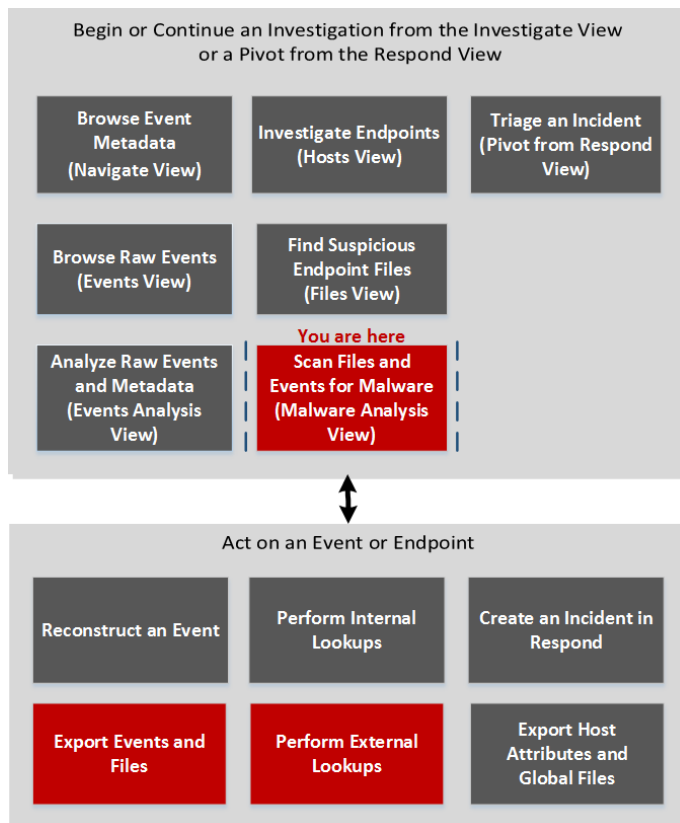 Begin or Continue an Investigation from the Investigate View
or a Pivot from the Respond View
Browse Event
Metadata
(Navigate View)
Investigate Endpoints
(Hosts View)
Triage an Incident
(Pivot from Respond
View)
Browse Raw Events
(Events View)
Find Suspicious
Endpoint Files
(Files View)
Analyze Raw Events
and Metadata
(Events Analysis
View)
You are here
Scan Files and
Events for Malware
(Malware Analysis
View)
Act on an Event or Endpoint
Reconstruct an Event
Perform Internal
Lookups
Create an Incident in
Respond
Export Events and
Files
Perform External
Lookups
Export Host
Attributes and
Global Files